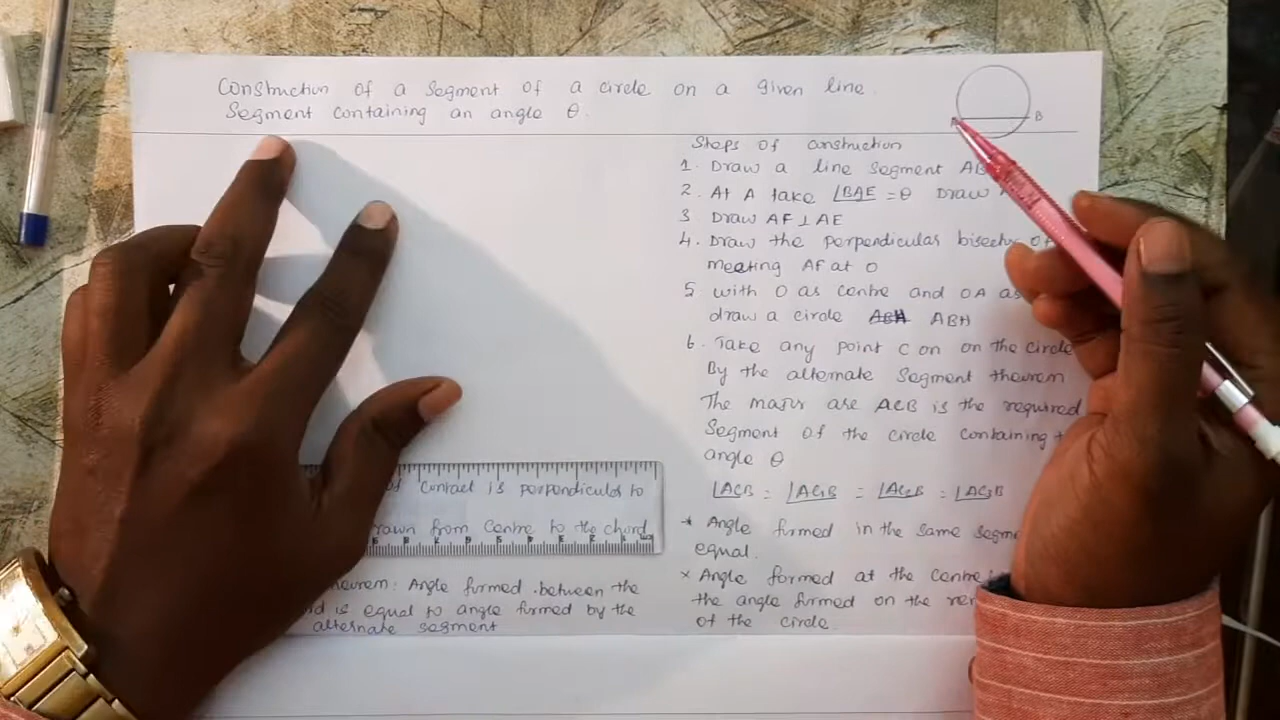 Construction of a segment of a circle on a given line
Segment containing an angle θ.
B
Steps of construction
1. Draw a line segment AB
2. At A take ∠BAE = θ Draw
3 Draw AF ⊥ AE
4. Draw the perpendicular bisector of
meeting AF at O
5 with O as centre and OA as
draw a circle ABH
6. Take any point C on on the circle
By the alternate segment theorem
The major arc ACB is the required
Segment of the circle containing
angle θ
∠ACB = ∠AC₁B = ∠AC₂B = ∠AC₃B
* Angle formed in the same
equal.
* Angle formed at the centre
the angle formed on the
of the circle.
of contact is perpendicular to
drawn from Centre to the chord
Theorem: Angle formed between the
is equal to angle formed by the
alternate segment